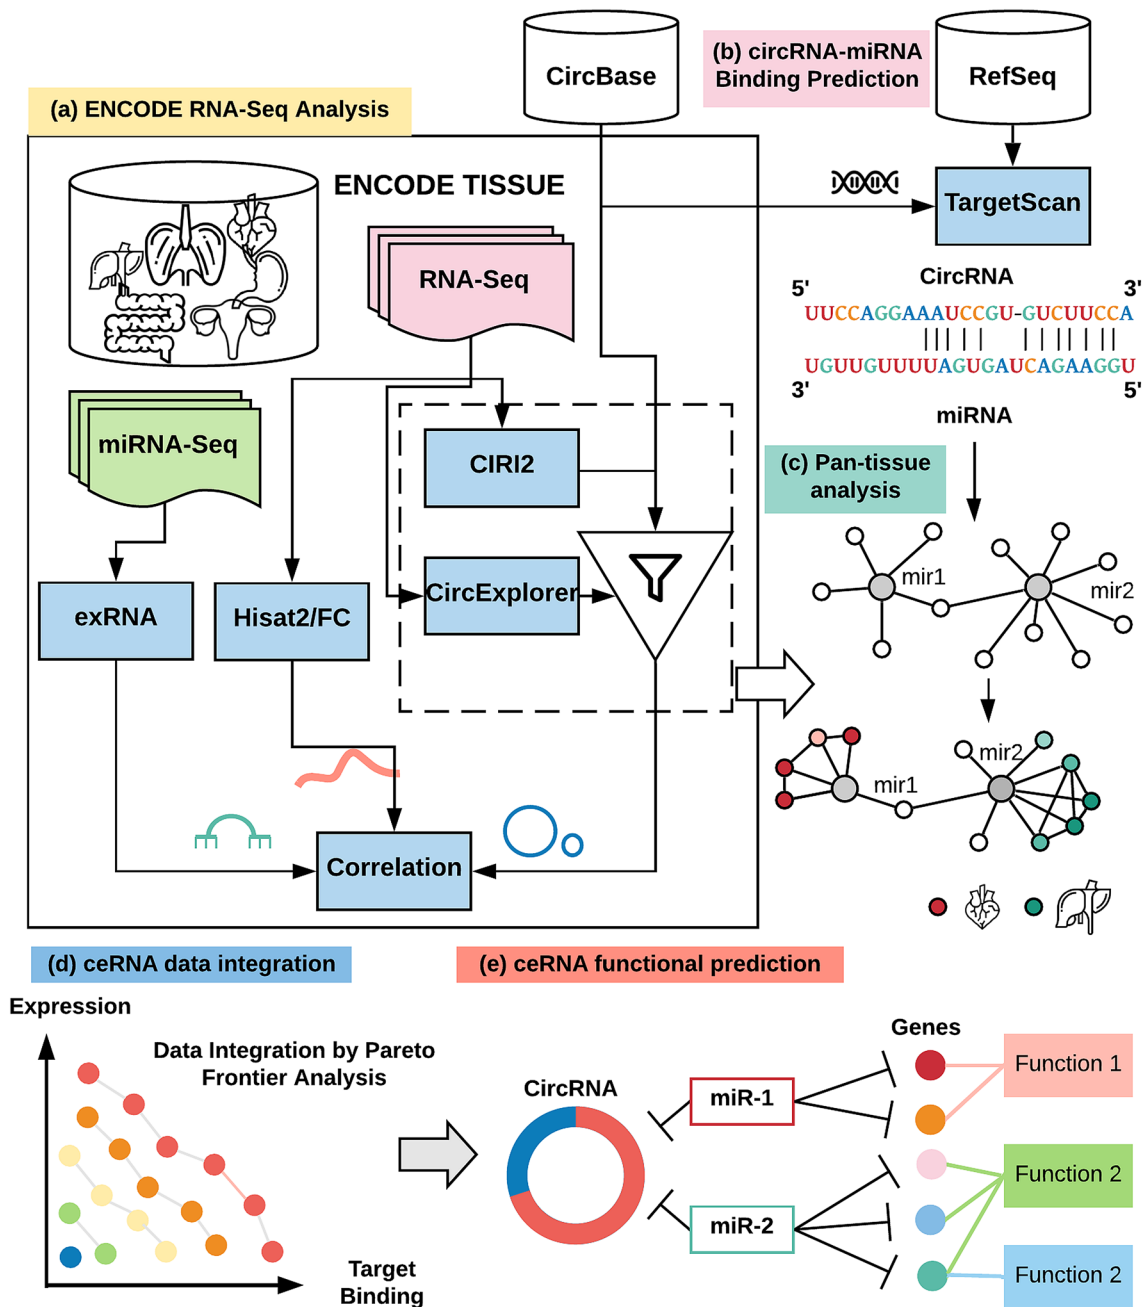 CircBase
(b) circRNA-miRNA
Binding Prediction
RefSeq
(a) ENCODE RNA-Seq Analysis
ENCODE TISSUE
TargetScan
RNA-Seq
CircRNA
5' 3'
UUCCAGGAAAUCCGU-GUCUUCCA
UGUUGUUUUAGUGAUCAGAAGGU
3' 5'
miRNA
miRNA-Seq
CIRI2
(c) Pan-tissue
analysis
exRNA
Hisat2/FC
CircExplorer
mir1
mir2
mir2
mir1
Correlation
(d) ceRNA data integration
(e) ceRNA functional prediction
Expression
Data Integration by Pareto
Frontier Analysis
Target
Binding
CircRNA
miR-1
miR-2
Genes
Function 1
Function 2
Function 2